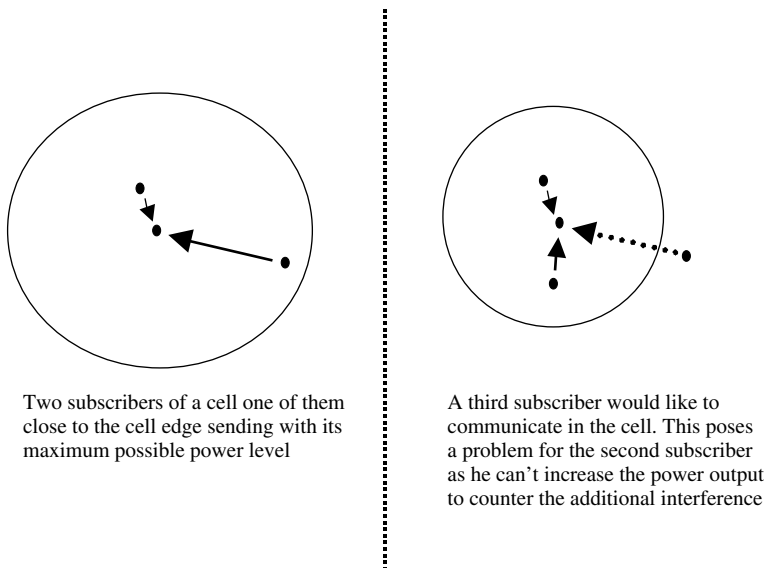 Two subscribers of a cell one of them
close to the cell edge sending with its
maximum possible power level
A third subscriber would like to
communicate in the cell. This poses
a problem for the second subscriber
as he can't increase the power output
to counter the additional interference